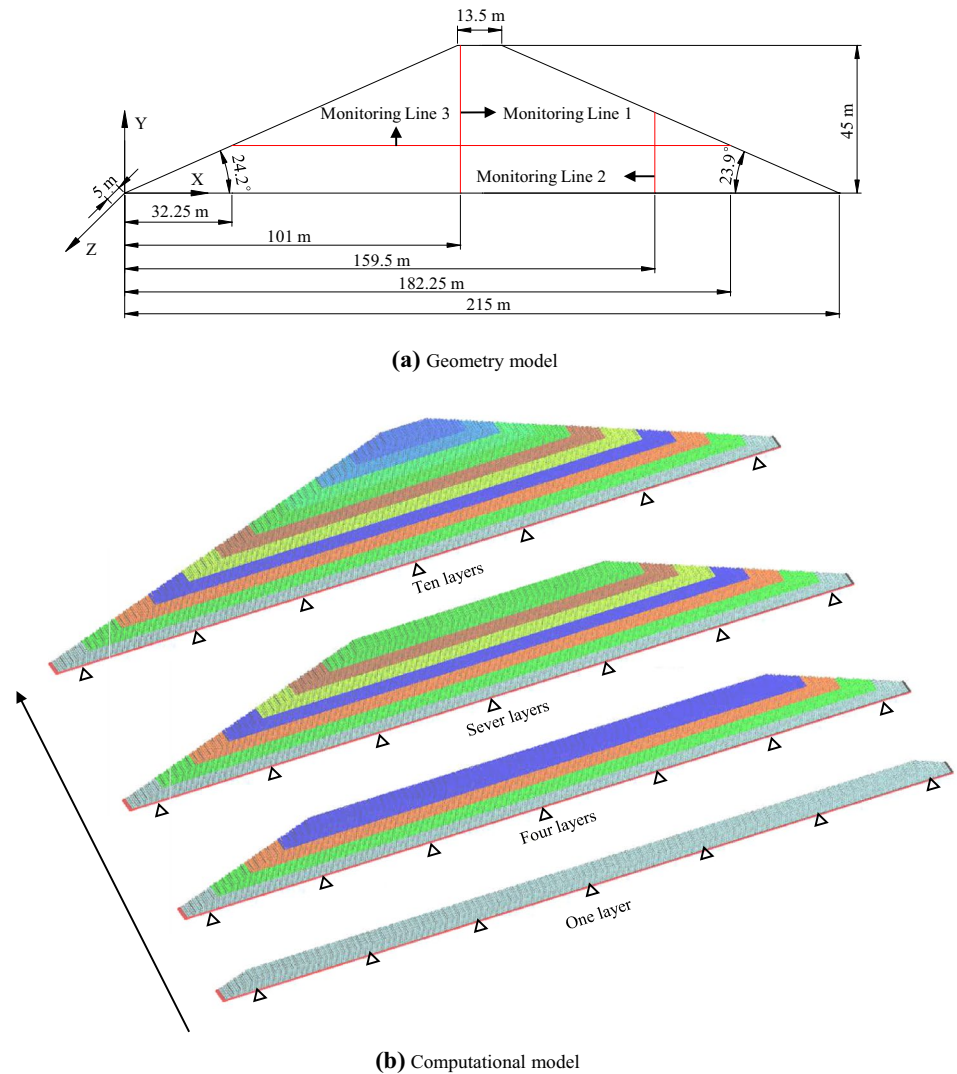 13.5 m
Monitoring Line 3
Monitoring Line 1
45 m
Y
24.2°
23.9°
Monitoring Line 2
5 m
X
32.25 m
Z
101 m
159.5 m
182.25 m
215 m
(a) Geometry model
Ten layers
Sever layers
Four layers
One layer
(b) Computational model